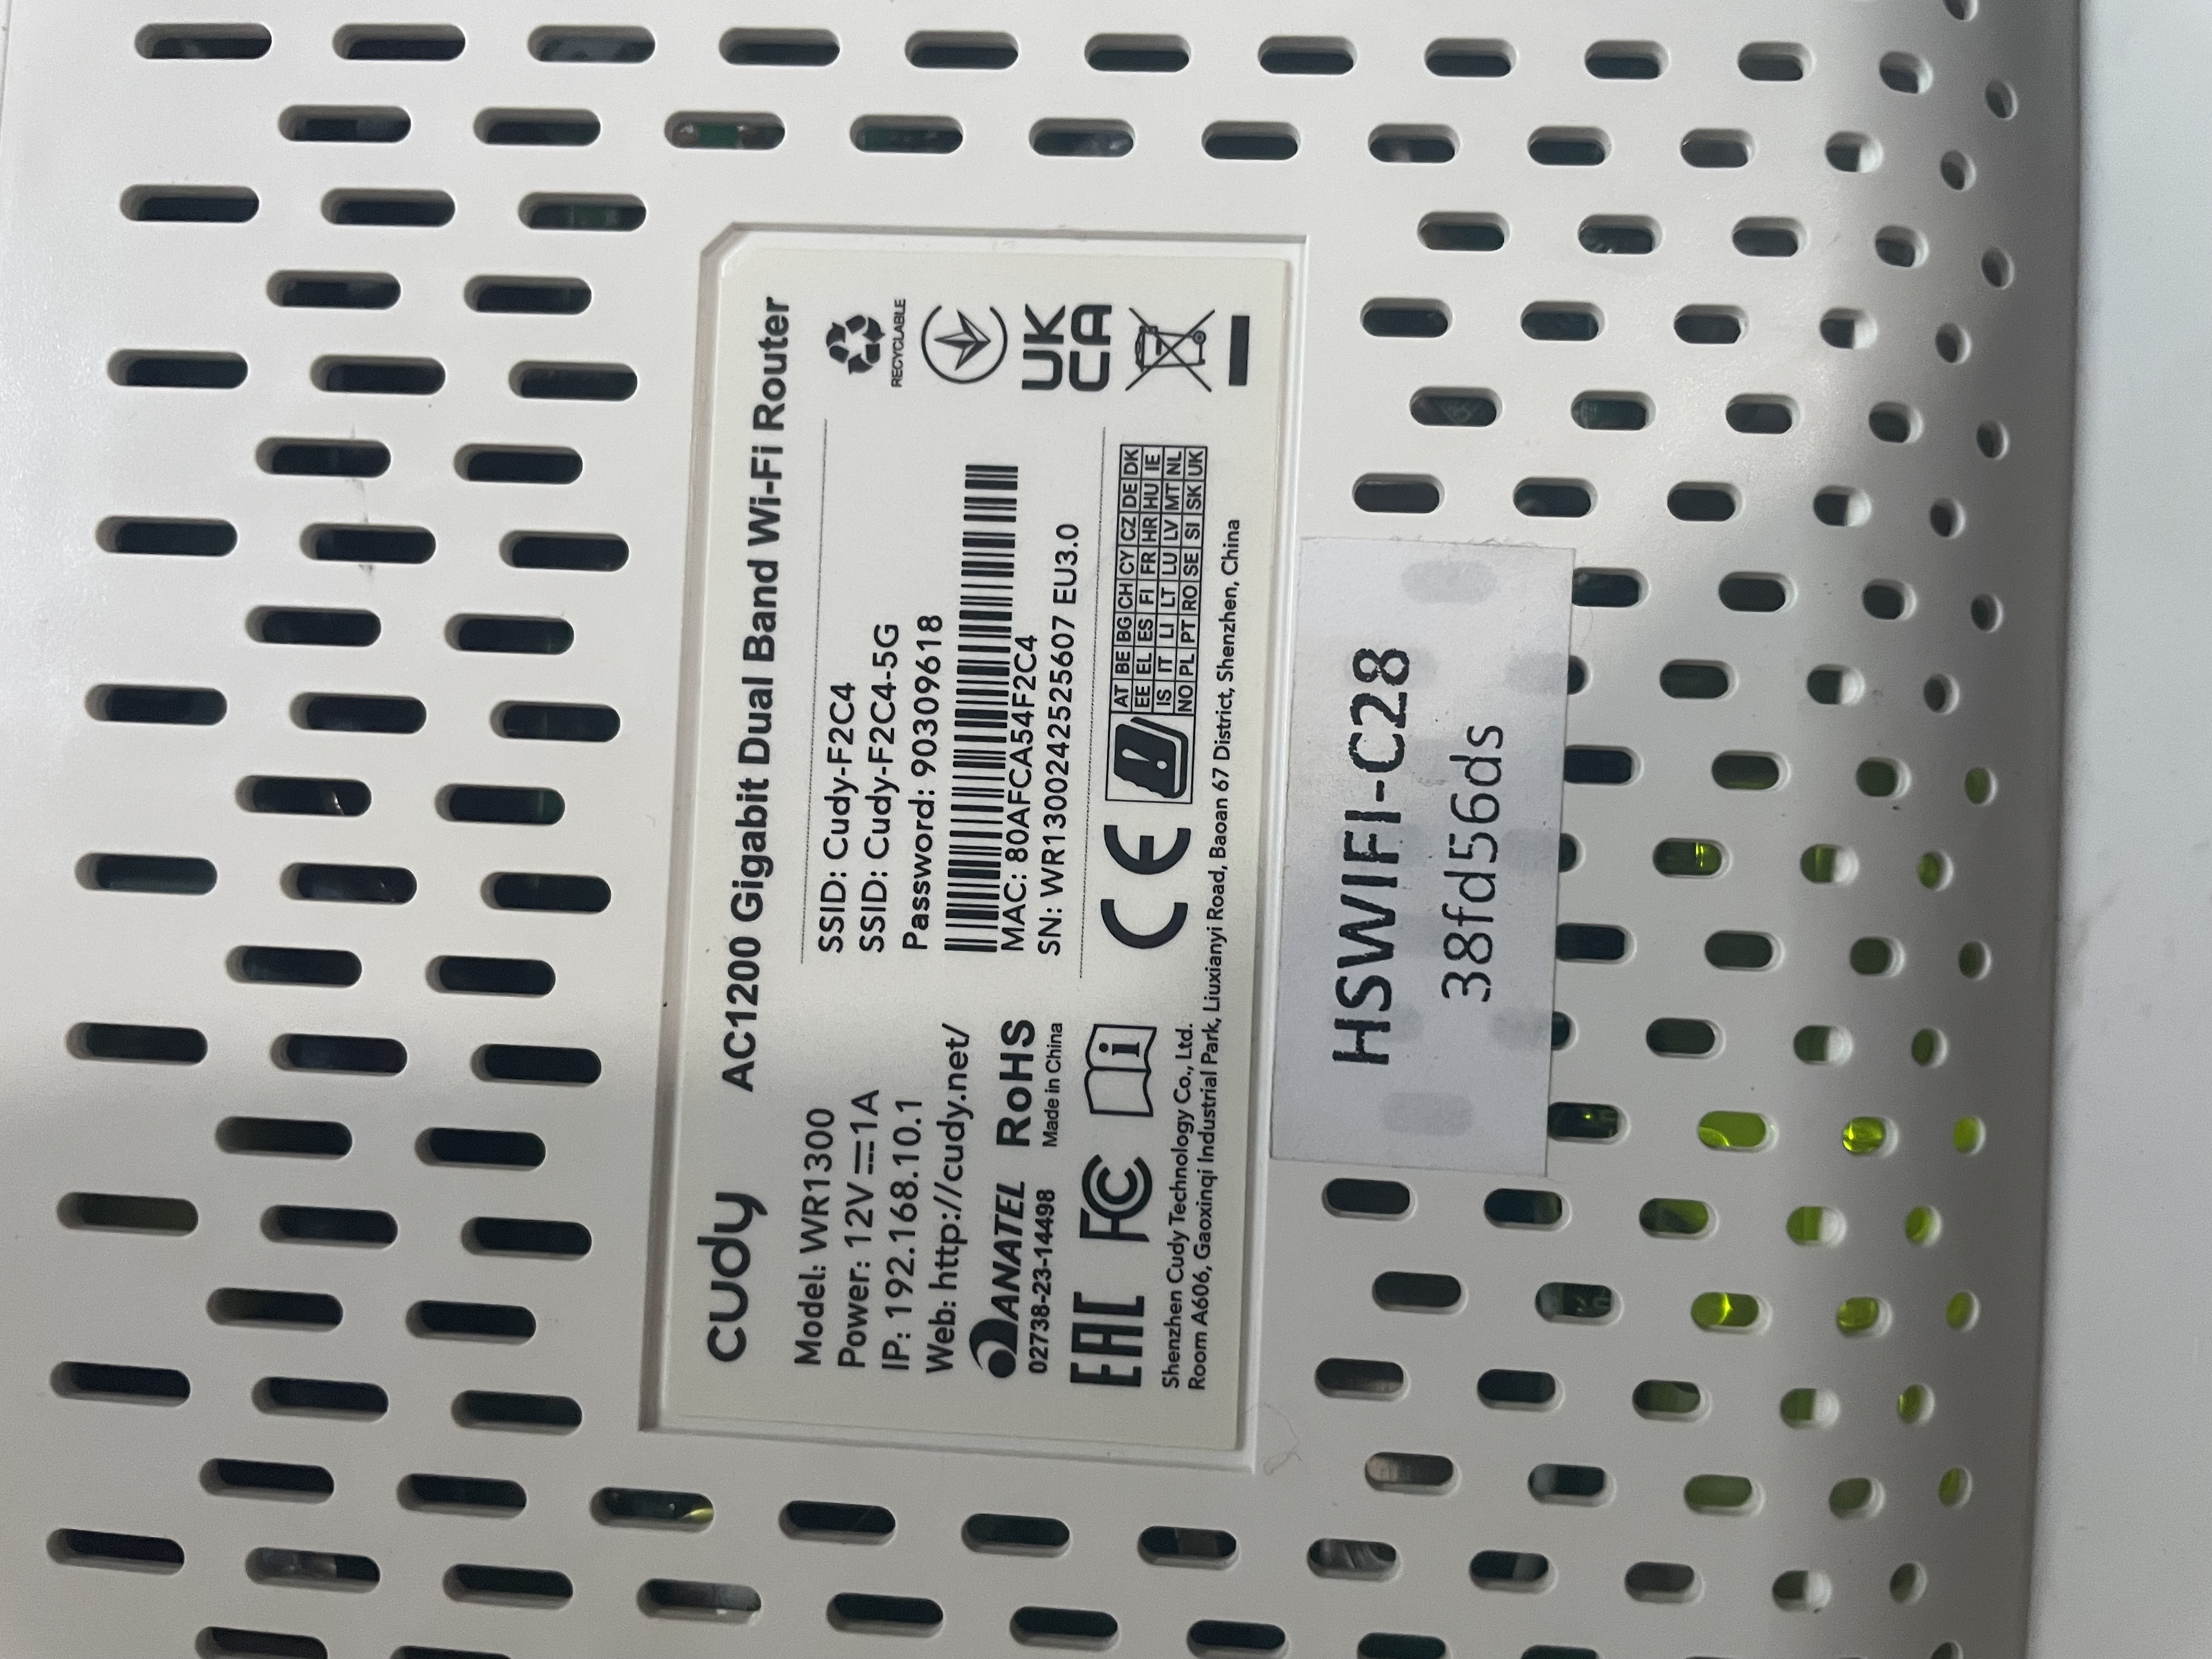 cudy
AC1200 Gigabit Dual Band Wi-Fi Router
Model: WR1300
Power: 12V⎓1A
IP: 192.168.10.1
Web: http://cudy.net/
ANATEL
02738-23-14498
RoHS
Made in China
SSID: Cudy-F2C4
SSID: Cudy-F2C4-5G
Password: 90309618
MAC: 80AFCA54F2C4
SN: WR1300242525607 EU3.0
RECYCLABLE
UK
CA
EAC
FC
i
CE
!
AT BE BG CH CY CZ DE DK
EE EL ES FI FR HR HU IE
IS IT LI LT LU LV MT NL
NO PL PT RO SE SI SK UK
Shenzhen Cudy Technology Co., Ltd.
Room A606, Gaoxinqi Industrial Park, Liuxianyi Road, Baoan 67 District, Shenzhen, China
HSWIFI-C28
38fd56ds